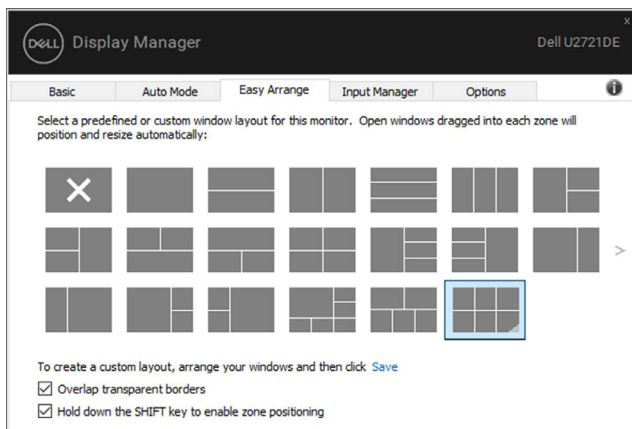 x
DELL Display Manager Dell U2721DE
Basic Auto Mode Easy Arrange Input Manager Options i
Select a predefined or custom window layout for this monitor. Open windows dragged into each zone will
position and resize automatically:
>
To create a custom layout, arrange your windows and then click Save
Overlap transparent borders
Hold down the SHIFT key to enable zone positioning